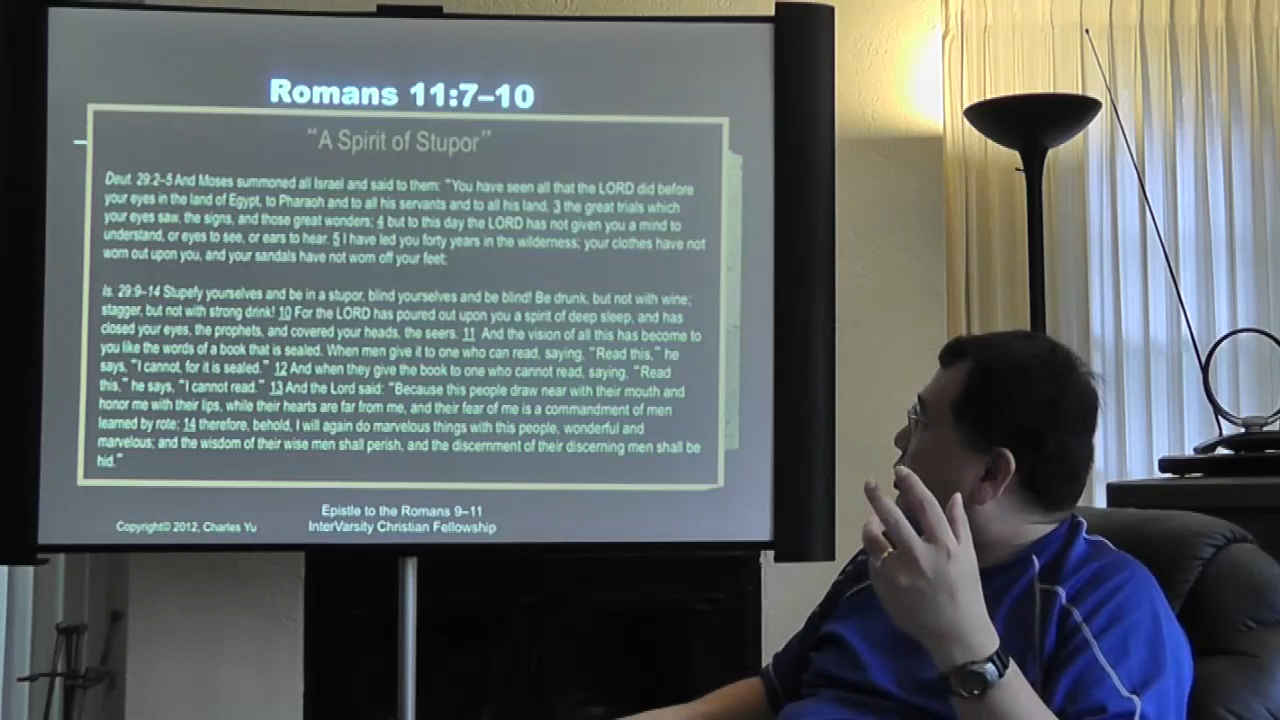 Romans 11:7–10
“A Spirit of Stupor”
Deut. 29:2–5 And Moses summoned all Israel and said to them: “You have seen all that the LORD did before
your eyes in the land of Egypt, to Pharaoh and to all his servants and to all his land, 3 the great trials which
your eyes saw, the signs, and those great wonders; 4 but to this day the LORD has not given you a mind to
understand, or eyes to see, or ears to hear. 5 I have led you forty years in the wilderness; your clothes have not
worn out upon you, and your sandals have not worn off your feet;
Is. 29:9–14 Stupefy yourselves and be in a stupor, blind yourselves and be blind! Be drunk, but not with wine;
stagger, but not with strong drink! 10 For the LORD has poured out upon you a spirit of deep sleep, and has
closed your eyes, the prophets, and covered your heads, the seers. 11 And the vision of all this has become to
you like the words of a book that is sealed. When men give it to one who can read, saying, “Read this,” he
says, “I cannot, for it is sealed.” 12 And when they give the book to one who cannot read, saying, “Read
this,” he says, “I cannot read.” 13 And the Lord said: “Because this people draw near with their mouth and
honor me with their lips, while their hearts are far from me, and their fear of me is a commandment of men
learned by rote; 14 therefore, behold, I will again do marvelous things with this people, wonderful and
marvelous; and the wisdom of their wise men shall perish, and the discernment of their discerning men shall be
hid.”
Epistle to the Romans 9–11
Copyright© 2012, Charles Yu
InterVarsity Christian Fellowship